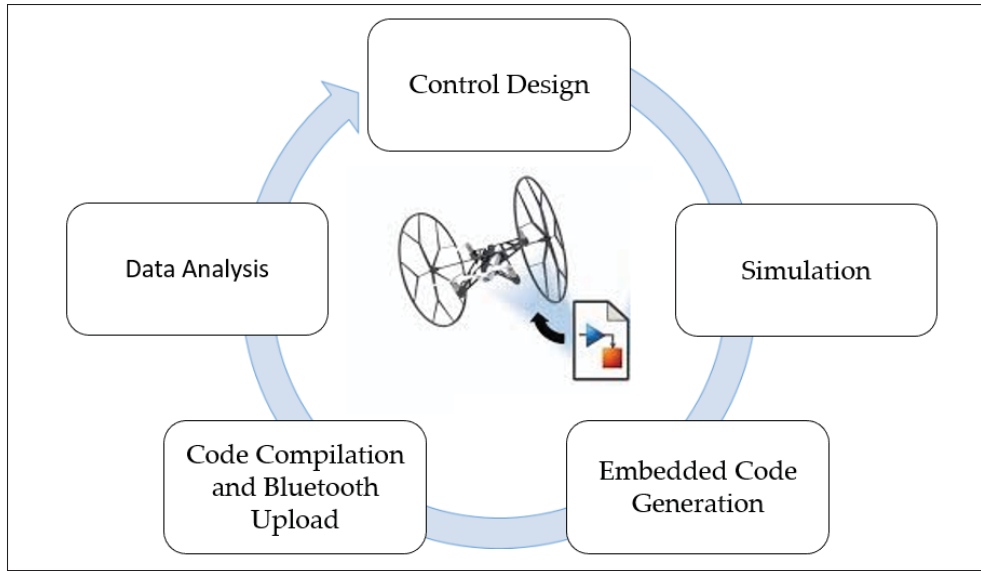 Control Design
Simulation
Embedded Code
Generation
Code Compilation
and Bluetooth
Upload
Data Analysis